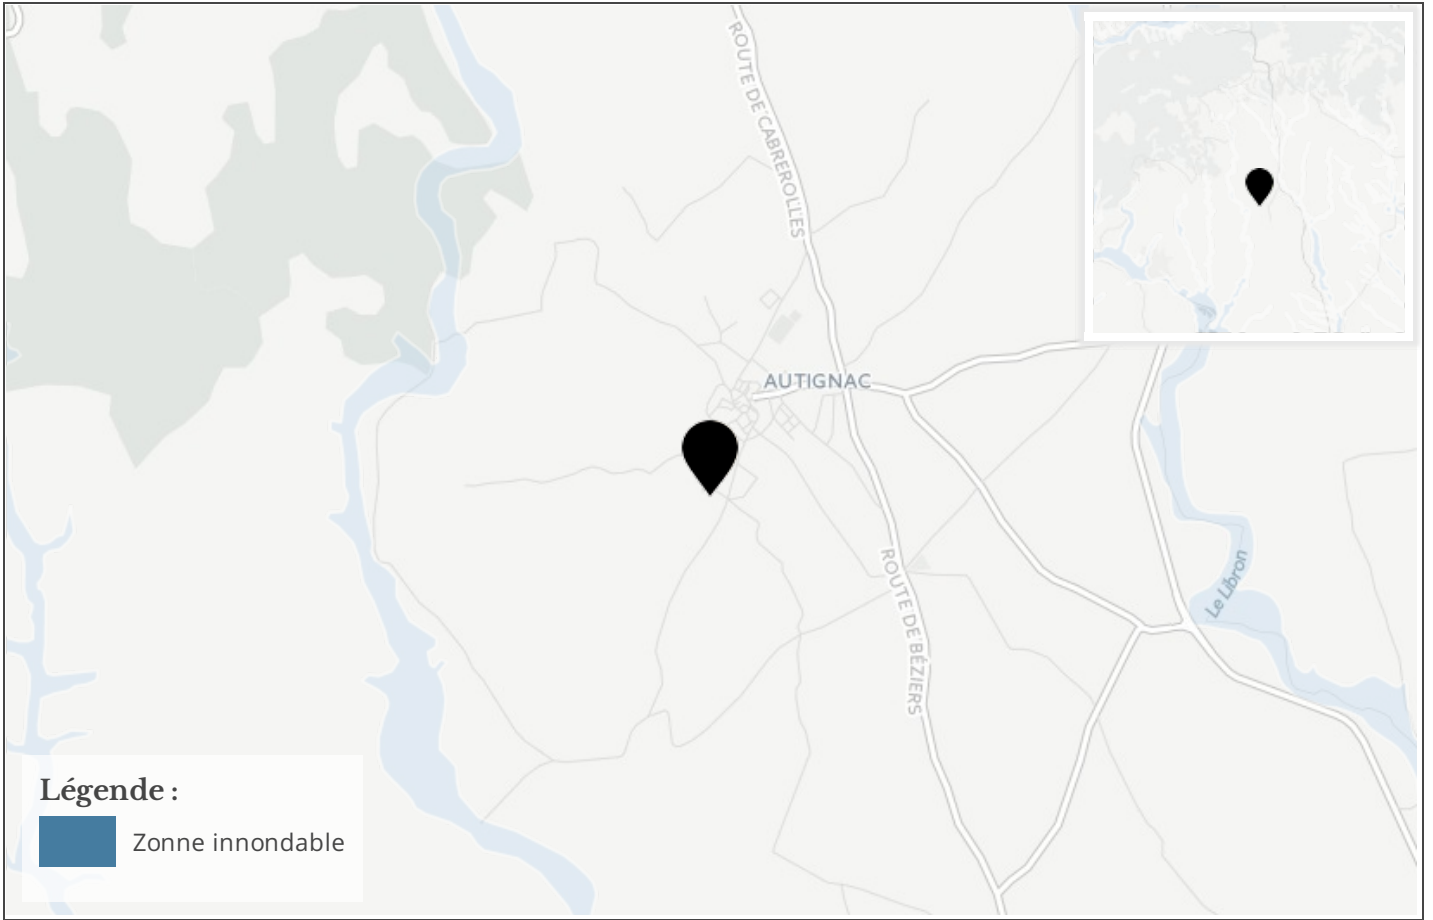 ROUTE DE CABREROLLES
AUTIGNAC
ROUTE DE BÉZIERS
Le Libron
Légende :
Zonne innondable